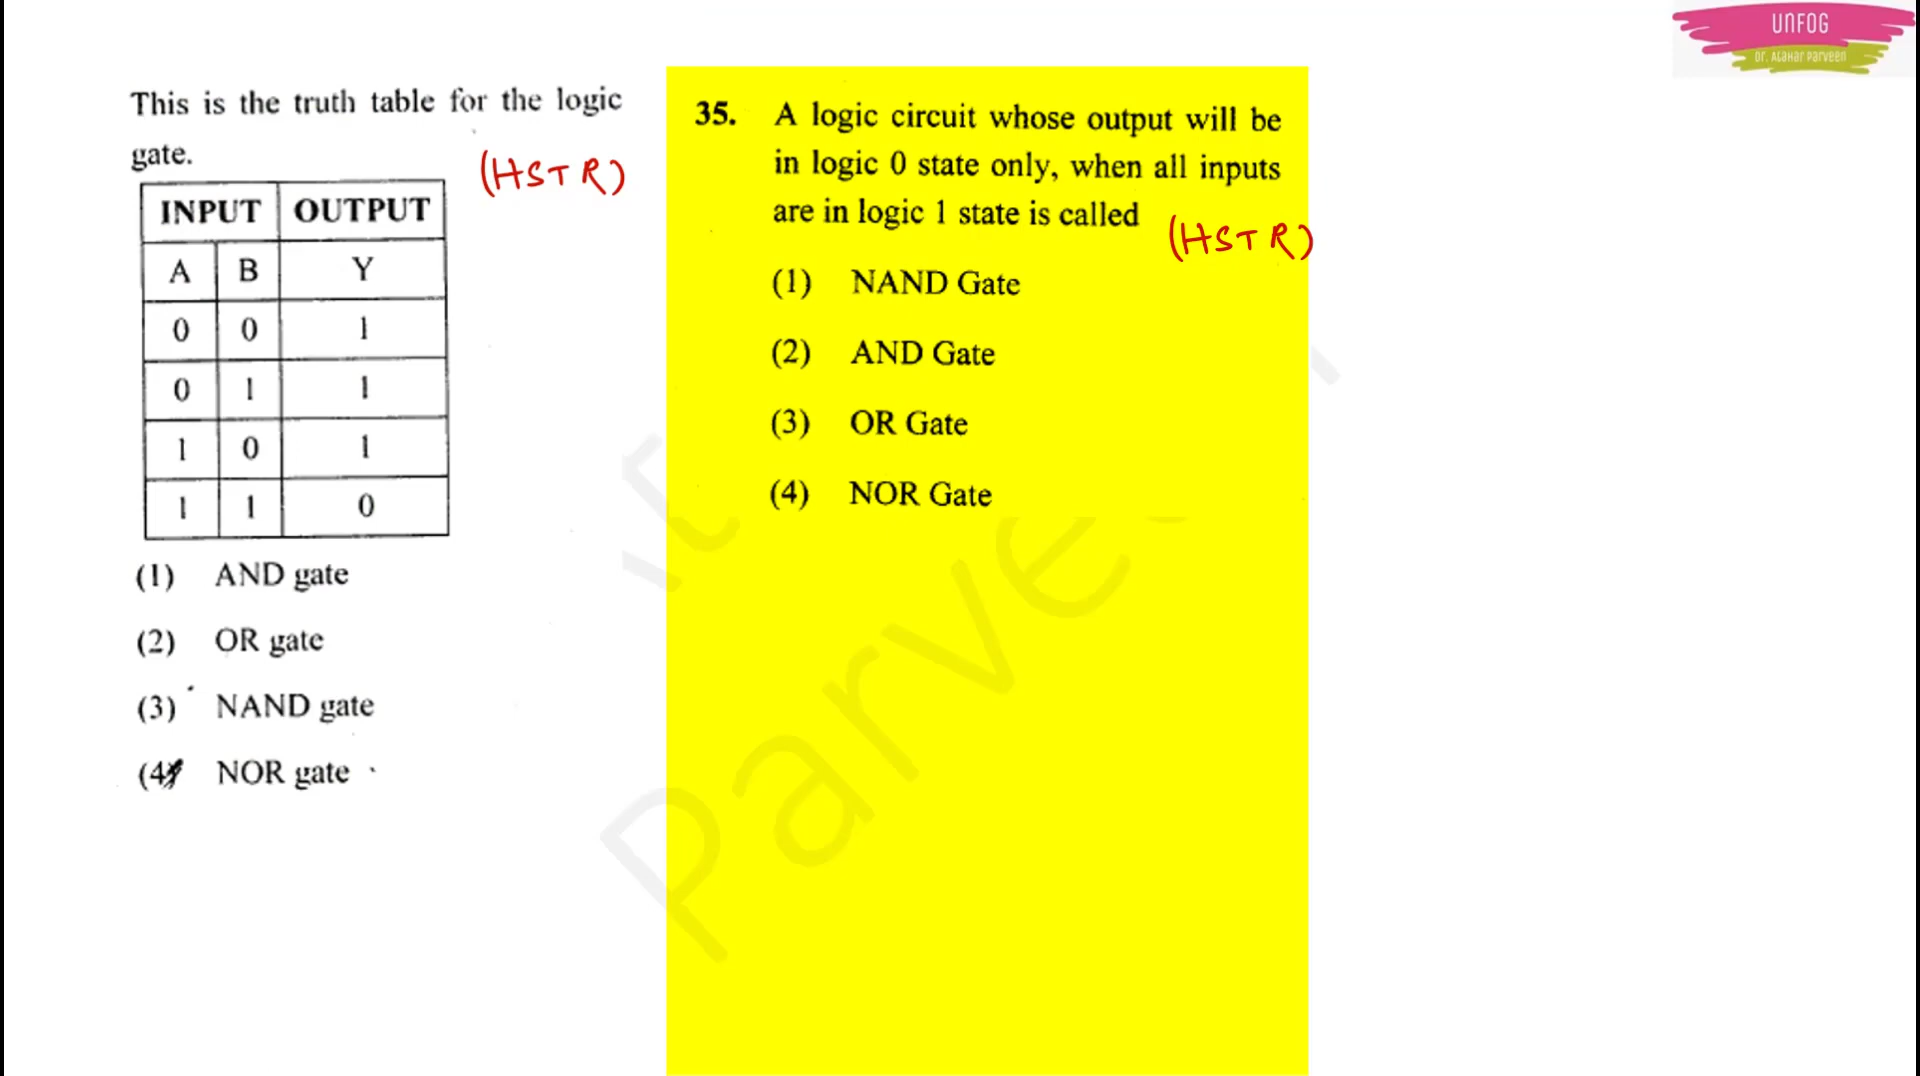 UNFOG
Dr. Atahar Parveen
This is the truth table for the logic
gate.
(HSTR)
INPUT OUTPUT
A B Y
0 0 1
0 1 1
1 0 1
1 1 0
(1) AND gate
(2) OR gate
(3) NAND gate
(4) NOR gate
35. A logic circuit whose output will be
in logic 0 state only, when all inputs
are in logic 1 state is called
(HSTR)
(1) NAND Gate
(2) AND Gate
(3) OR Gate
(4) NOR Gate